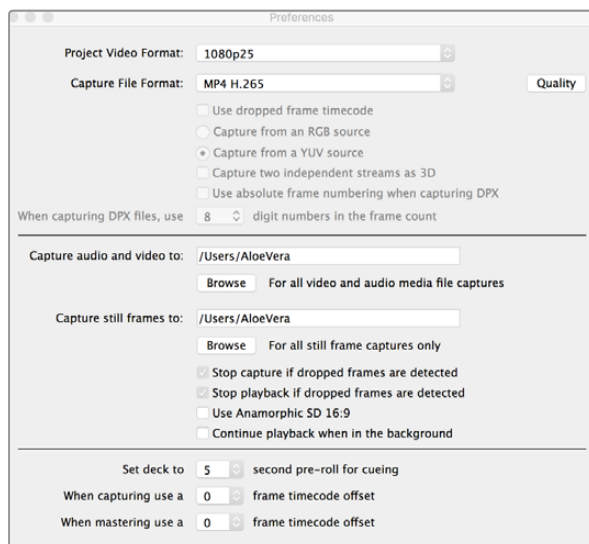 Preferences
Project Video Format: 1080p25
Capture File Format: MP4 H.265 Quality
Use dropped frame timecode
Capture from an RGB source
Capture from a YUV source
Capture two independent streams as 3D
Use absolute frame numbering when capturing DPX
When capturing DPX files, use 8 digit numbers in the frame count
Capture audio and video to: /Users/AloeVera
Browse For all video and audio media file captures
Capture still frames to: /Users/AloeVera
Browse For all still frame captures only
Stop capture if dropped frames are detected
Stop playback if dropped frames are detected
Use Anamorphic SD 16:9
Continue playback when in the background
Set deck to 5 second pre-roll for cueing
When capturing use a 0 frame timecode offset
When mastering use a 0 frame timecode offset